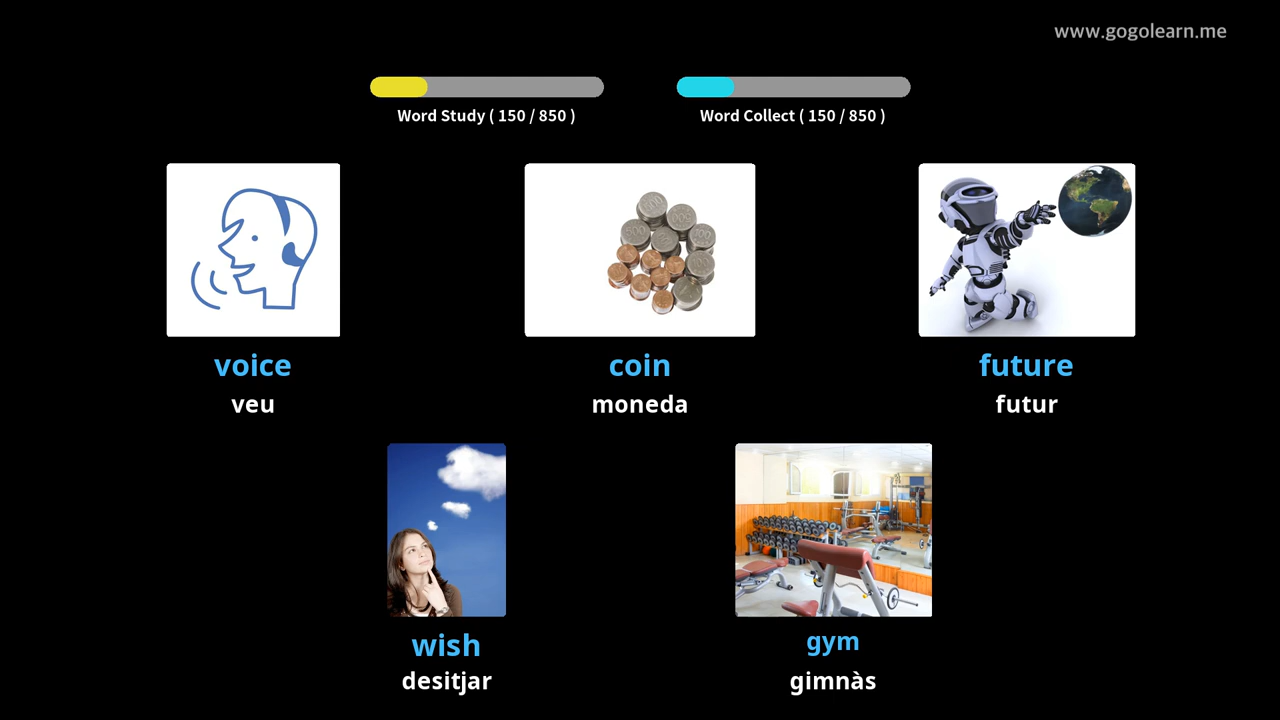 www.gogolearn.me
Word Study ( 150 / 850 )
Word Collect ( 150 / 850 )
voice
veu
coin
moneda
future
futur
wish
desitjar
gym
gimnàs